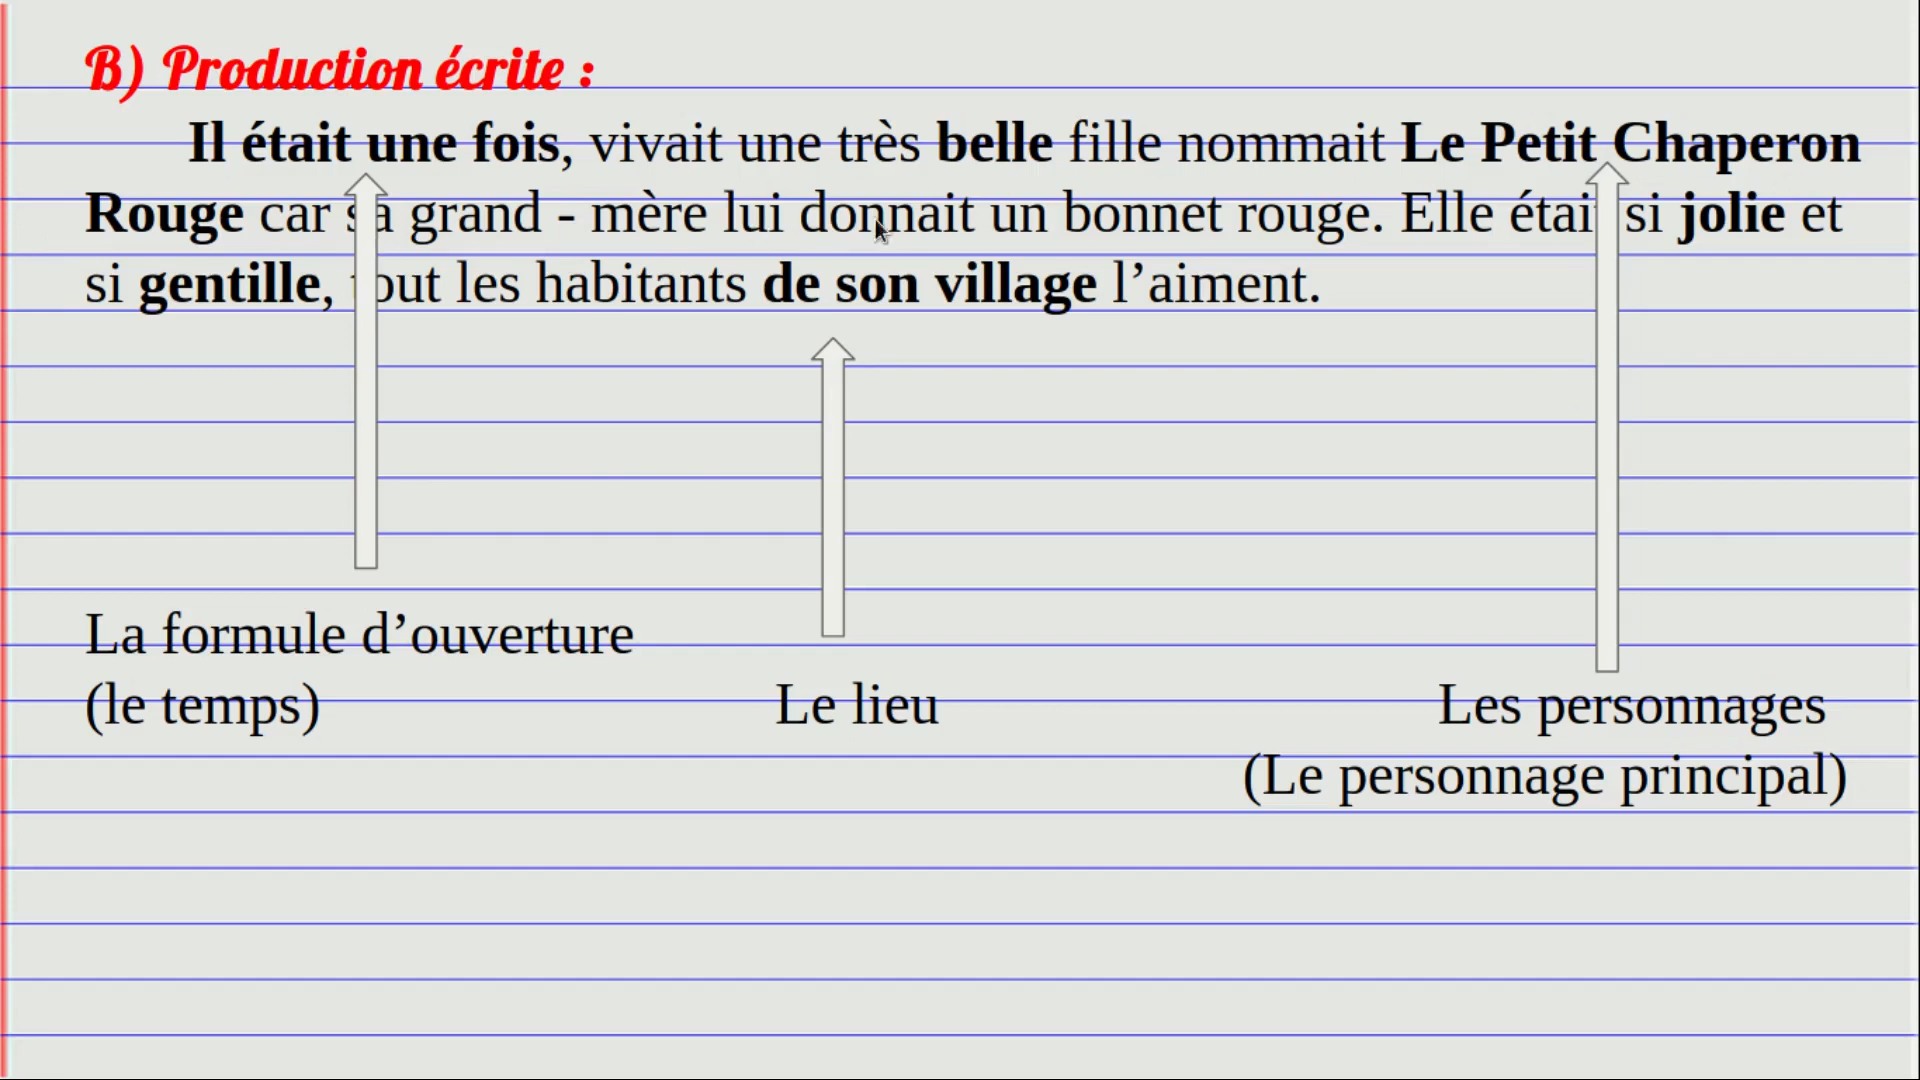 B) Production écrite :
Il était une fois, vivait une très belle fille nommait Le Petit Chaperon
Rouge car sa grand - mère lui donnait un bonnet rouge. Elle était si jolie et
si gentille, tout les habitants de son village l’aiment.
La formule d’ouverture
(le temps)
Le lieu
Les personnages
(Le personnage principal)